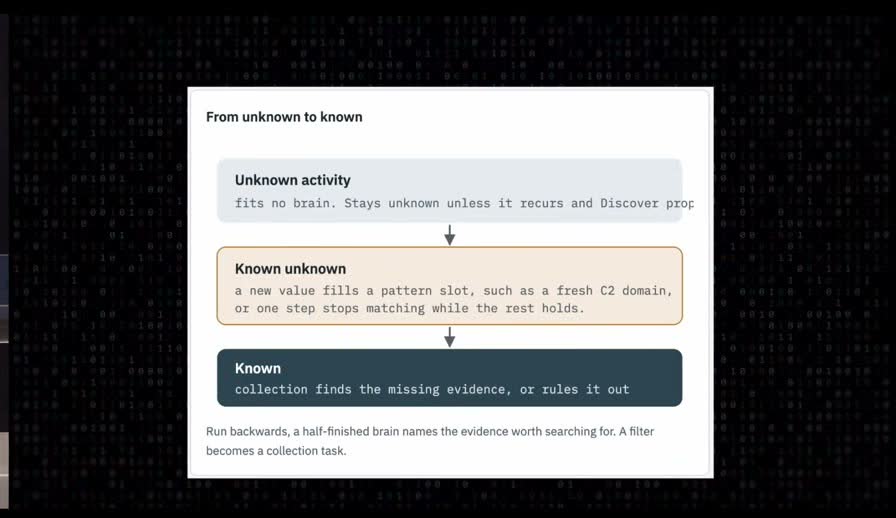 From unknown to known
Unknown activity
fits no brain. Stays unknown unless it recurs and Discover prop
Known unknown
a new value fills a pattern slot, such as a fresh C2 domain,
or one step stops matching while the rest holds.
Known
collection finds the missing evidence, or rules it out
Run backwards, a half-finished brain names the evidence worth searching for. A filter
becomes a collection task.